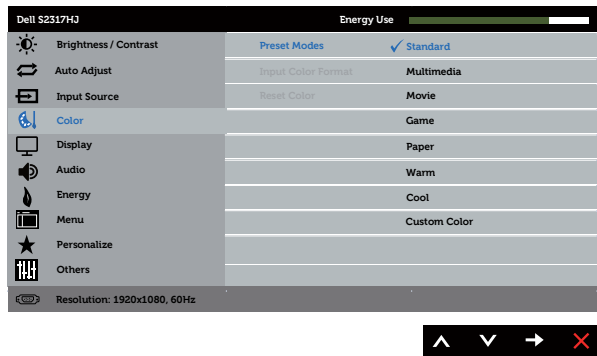 Dell S2317HJ Energy Use
Brightness / Contrast Preset Modes Standard
Auto Adjust Input Color Format Multimedia
Input Source Reset Color Movie
Color Game
Display Paper
Audio Warm
Energy Cool
Menu Custom Color
Personalize
Others
Resolution: 1920x1080, 60Hz